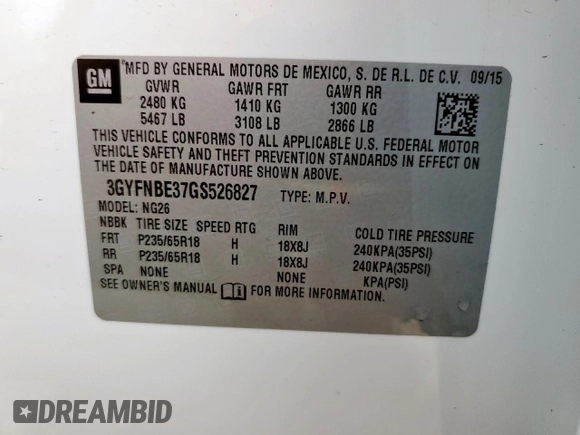 GM
MFD BY GENERAL MOTORS DE MEXICO, S. DE R.L. DE C.V. 09/15
GVWR GAWR FRT GAWR RR
2480 KG 1410 KG 1300 KG
5467 LB 3108 LB 2866 LB
THIS VEHICLE CONFORMS TO ALL APPLICABLE U.S. FEDERAL MOTOR
VEHICLE SAFETY AND THEFT PREVENTION STANDARDS IN EFFECT ON
THE DATE OF MANUFACTURE SHOWN ABOVE.
3GYFNBE37GS526827 TYPE: M.P.V.
MODEL: NG26
NBBK TIRE SIZE SPEED RTG RIM COLD TIRE PRESSURE
FRT P235/65R18 H 18X8J 240KPA(35PSI)
RR P235/65R18 H 18X8J 240KPA(35PSI)
SPA NONE NONE KPA(PSI)
SEE OWNER'S MANUAL FOR MORE INFORMATION.
DREAMBID